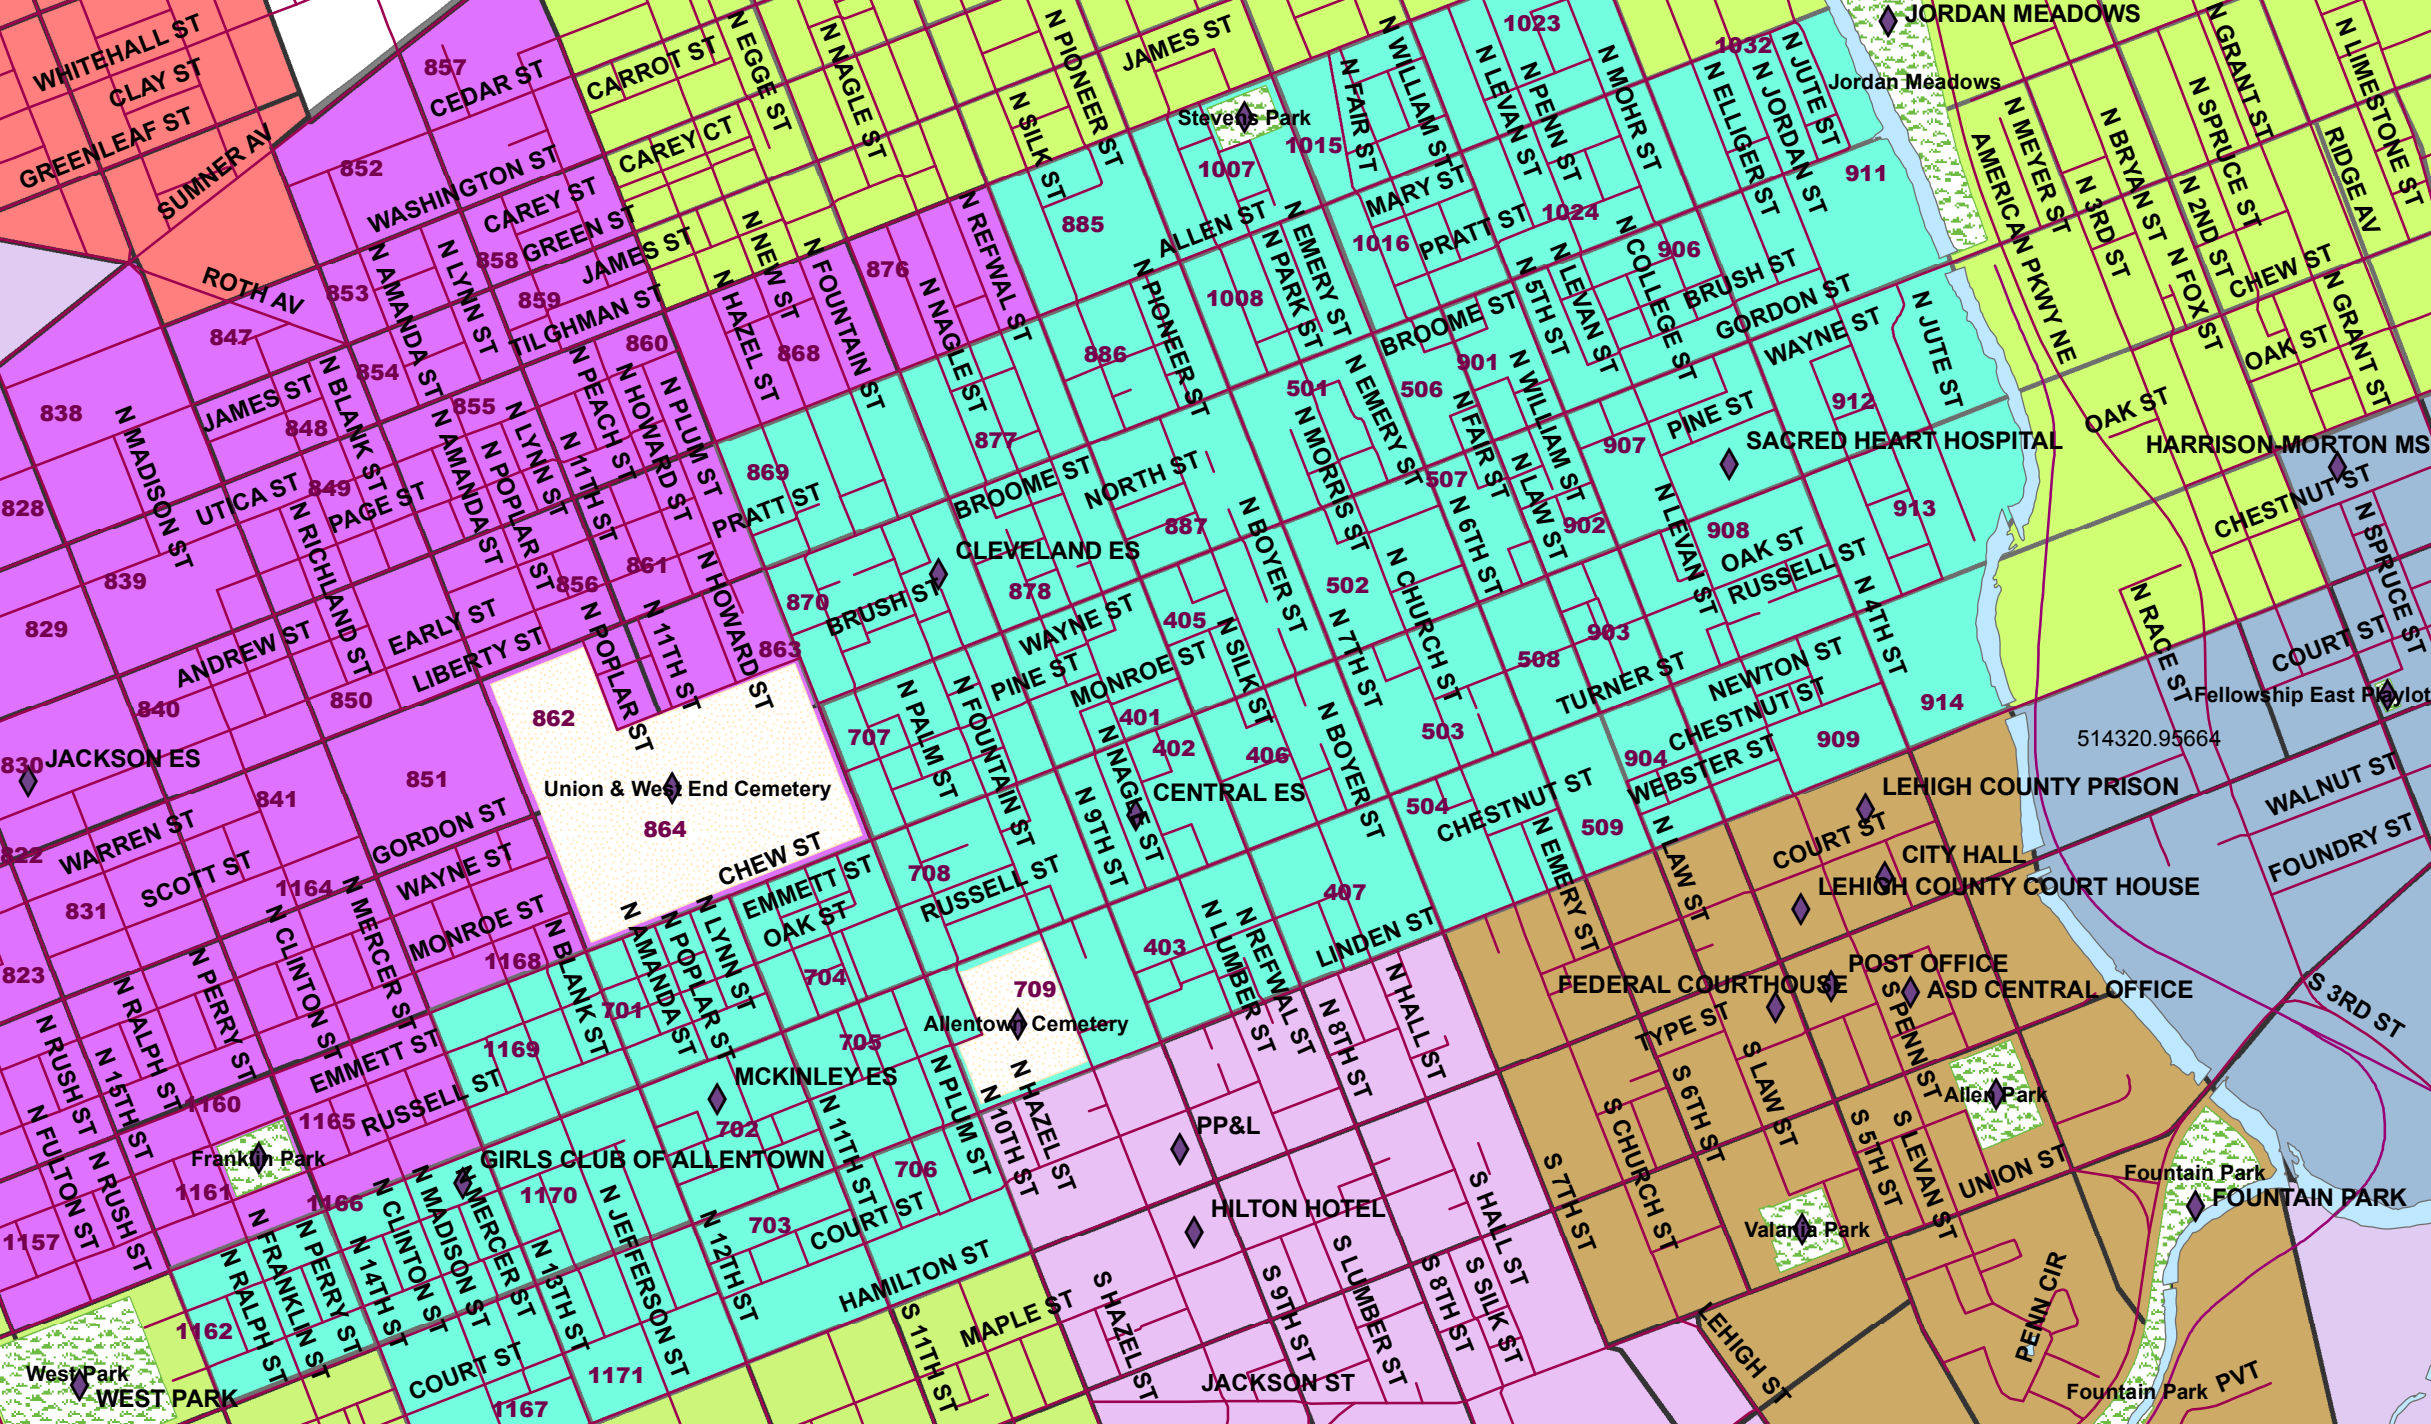 WHITEHALL ST
CLAY ST
GREENLEAF ST
SUMNER AV
ROTH AV
857
CEDAR ST
852
WASHINGTON ST
CAREY ST
858
GREEN ST
JAMES ST
859
TILGHMAN ST
853
847
N AMANDA ST
N LYNN ST
CARROT ST
CAREY CT
N EGGE ST
N NAGLE ST
N PIONEER ST
N SILK ST
JAMES ST
N NEW ST
N HAZEL ST
N FOUNTAIN ST
868
876
N REFWAL ST
N NAGLE ST
885
Stevens Park
1007
1015
ALLEN ST
N FAIR ST
N WILLIAM ST
MARY ST
1016
PRATT ST
1023
N LEVAN ST
N PENN ST
N MOHR ST
1032
N ELLIGER ST
N JORDAN ST
N JUTE ST
911
JORDAN MEADOWS
Jordan Meadows
N GRANT ST
N LIMESTONE ST
N SPRUCE ST
RIDGE AV
N MEYER ST
AMERICAN PKWY NE
N 3RD ST
N BRYAN ST
N 2ND ST
N FOX ST
CHEW ST
N GRANT ST
OAK ST
OAK ST
HARRISON-MORTON MS
CHESTNUT ST
N SPRUCE ST
1024
N COLLEGE ST
906
BRUSH ST
GORDON ST
WAYNE ST
N JUTE ST
N 5TH ST
N LEVAN ST
BROOME ST
901
506
501
N EMERY ST
N PARK ST
1008
N PIONEER ST
886
N EMERY ST
N MORRIS ST
N WILLIAM ST
N FAIR ST
N LAW ST
907
PINE ST
912
SACRED HEART HOSPITAL
507
902
908
913
OAK ST
RUSSELL ST
N LEVAN ST
N 4TH ST
N 6TH ST
N CHURCH ST
502
N 7TH ST
N BOYER ST
887
NORTH ST
BROOME ST
877
869
PRATT ST
860
N PEACH ST
N HOWARD ST
N PLUM ST
855
854
N BLANK ST
JAMES ST
848
838
N MADISON ST
UTICA ST
849
PAGE ST
N AMANDA ST
N POPLAR ST
N LYNN ST
N 11TH ST
828
839
N RICHLAND ST
856
861
N HOWARD ST
CLEVELAND ES
878
870
BRUSH ST
863
829
ANDREW ST
EARLY ST
LIBERTY ST
850
840
N POPLAR ST
N 11TH ST
862
Union & West End Cemetery
864
CHEW ST
WAYNE ST
PINE ST
MONROE ST
405
N SILK ST
401
402
406
N NAGLE ST
CENTRAL ES
N BOYER ST
503
508
903
TURNER ST
NEWTON ST
CHESTNUT ST
WEBSTER ST
904
909
914
504
CHESTNUT ST
509
707
N PALM ST
N FOUNTAIN ST
N 9TH ST
830
JACKSON ES
851
841
822
WARREN ST
SCOTT ST
GORDON ST
WAYNE ST
MONROE ST
1164
N MERCER ST
831
823
N CLINTON ST
N PERRY ST
N RALPH ST
N 15TH ST
N RUSH ST
1168
N BLANK ST
1169
701
N AMANDA ST
N POPLAR ST
N LYNN ST
EMMETT ST
OAK ST
704
708
RUSSELL ST
705
709
Allentown Cemetery
403
407
LINDEN ST
N LUMBER ST
N REFWAL ST
N HALL ST
N 8TH ST
N EMERY ST
N LAW ST
COURT ST
LEHIGH COUNTY PRISON
CITY HALL
LEHIGH COUNTY COURT HOUSE
POST OFFICE
FEDERAL COURTHOUSE
ASD CENTRAL OFFICE
TYPE ST
S PENN ST
Allen Park
N RACE ST
COURT ST
Fellowship East Playlot
514320.95664
WALNUT ST
FOUNDRY ST
S 3RD ST
Fountain Park
FOUNTAIN PARK
UNION ST
S 5TH ST
S LEVAN ST
S LAW ST
S 6TH ST
S CHURCH ST
S 7TH ST
Valania Park
PENN CIR
LEHIGH ST
Fountain Park
PVT
EMMETT ST
RUSSELL ST
1160
1165
Franklin Park
1161
1166
1157
N FULTON ST
N RUSH ST
MCKINLEY ES
702
GIRLS CLUB OF ALLENTOWN
1170
703
706
COURT ST
N 11TH ST
N PLUM ST
N 10TH ST
N HAZEL ST
N 12TH ST
N JEFFERSON ST
N 13TH ST
N MERCER ST
N MADISON ST
N CLINTON ST
N 14TH ST
N PERRY ST
N FRANKLIN ST
N RALPH ST
1162
West Park
WEST PARK
COURT ST
1167
1171
HAMILTON ST
S 11TH ST
MAPLE ST
PP&L
HILTON HOTEL
S HAZEL ST
S 9TH ST
S LUMBER ST
S 8TH ST
S SILK ST
S HALL ST
JACKSON ST